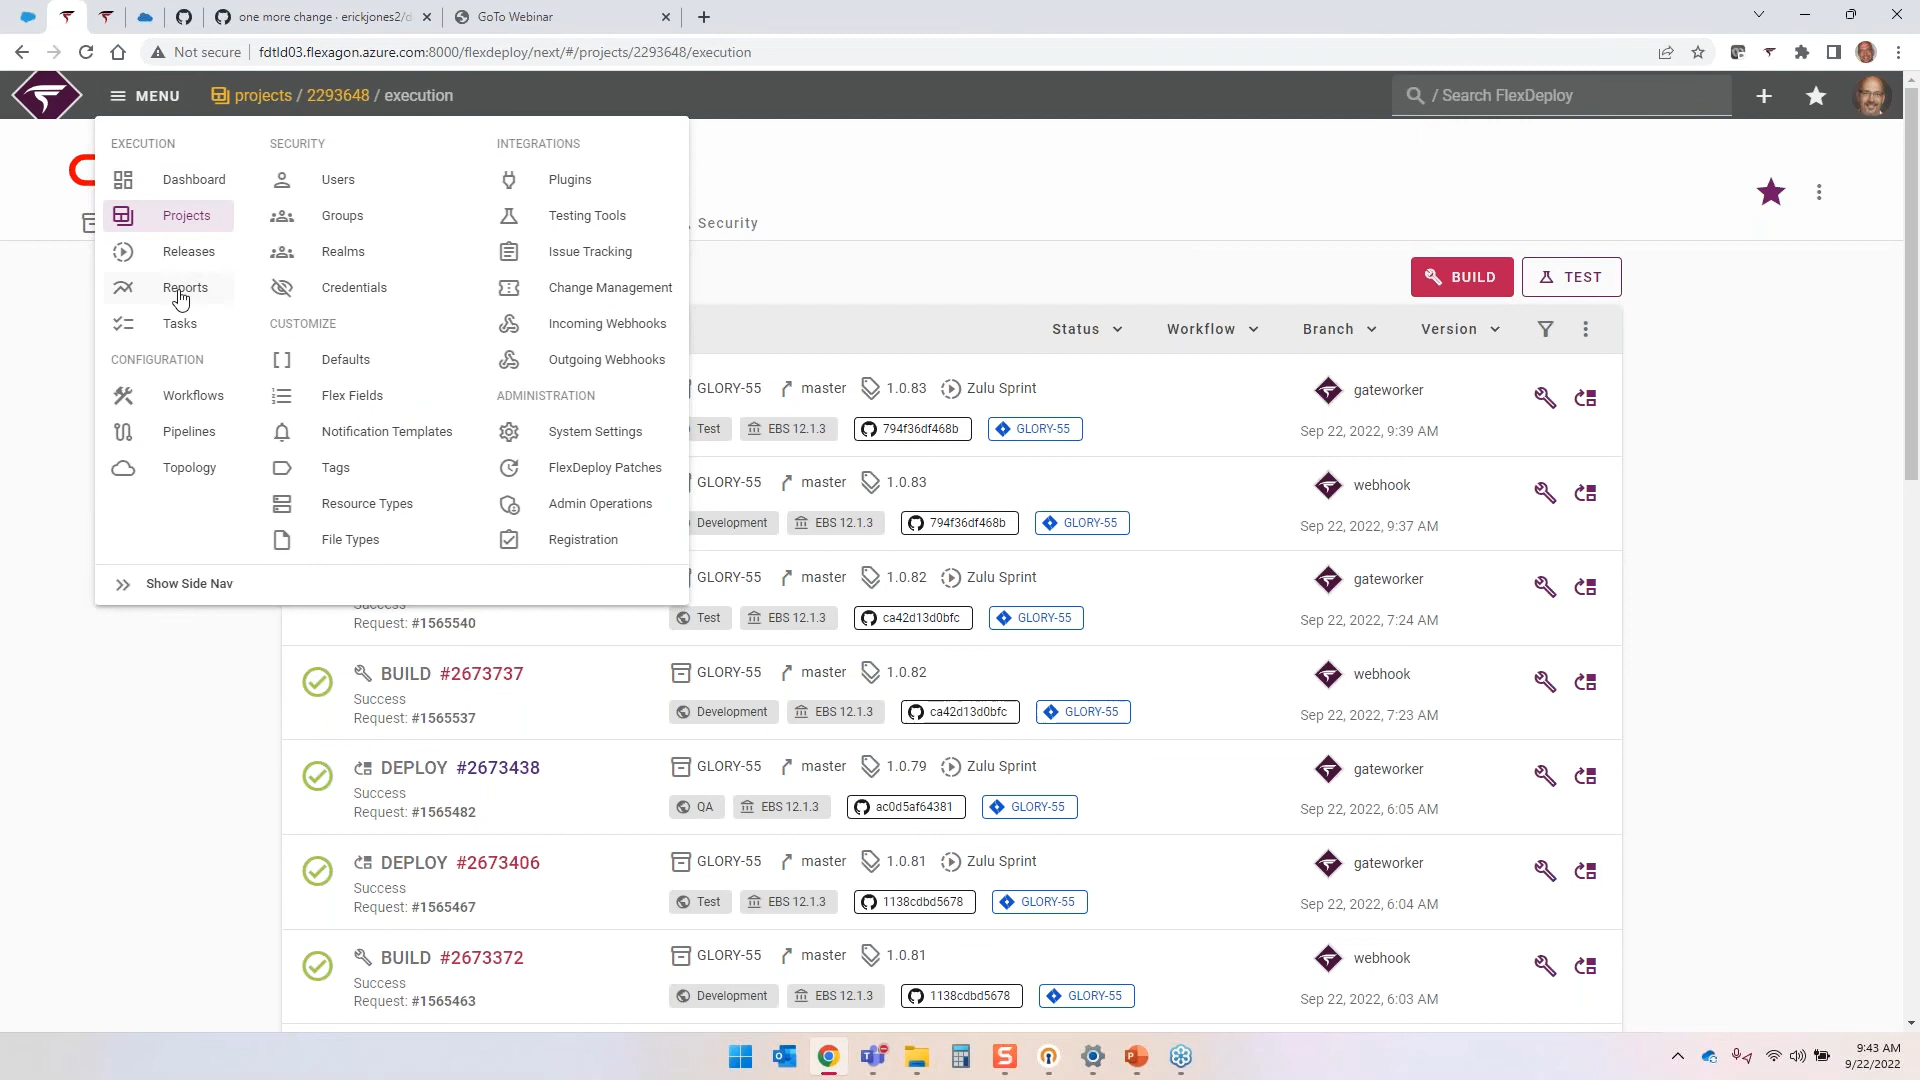 one more change · erickjones2/d
GoTo Webinar
Not secure
fdtld03.flexagon.azure.com:8000/flexdeploy/next/#/projects/2293648/execution
MENU
projects / 2293648 / execution
/ Search FlexDeploy
EXECUTION
Dashboard
Projects
Releases
Reports
Tasks
CONFIGURATION
Workflows
Pipelines
Topology
SECURITY
Users
Groups
Realms
Credentials
CUSTOMIZE
Defaults
Flex Fields
Notification Templates
Tags
Resource Types
File Types
INTEGRATIONS
Plugins
Testing Tools
Issue Tracking
Change Management
Incoming Webhooks
Outgoing Webhooks
ADMINISTRATION
System Settings
FlexDeploy Patches
Admin Operations
Registration
Show Side Nav
Security
BUILD
TEST
Status Workflow Branch Version
GLORY-55 master 1.0.83 Zulu Sprint gateworker
Test EBS 12.1.3 794f36df468b GLORY-55 Sep 22, 2022, 9:39 AM
GLORY-55 master 1.0.83 webhook
Development EBS 12.1.3 794f36df468b GLORY-55 Sep 22, 2022, 9:37 AM
GLORY-55 master 1.0.82 Zulu Sprint gateworker
Success
Test EBS 12.1.3 ca42d13d0bfc GLORY-55 Sep 22, 2022, 7:24 AM
Request: #1565540
BUILD #2673737 GLORY-55 master 1.0.82 webhook
Success
Development EBS 12.1.3 ca42d13d0bfc GLORY-55 Sep 22, 2022, 7:23 AM
Request: #1565537
DEPLOY #2673438 GLORY-55 master 1.0.79 Zulu Sprint gateworker
Success
QA EBS 12.1.3 ac0d5af64381 GLORY-55 Sep 22, 2022, 6:05 AM
Request: #1565482
DEPLOY #2673406 GLORY-55 master 1.0.81 Zulu Sprint gateworker
Success
Test EBS 12.1.3 1138cdbd5678 GLORY-55 Sep 22, 2022, 6:04 AM
Request: #1565467
BUILD #2673372 GLORY-55 master 1.0.81 webhook
Success
Development EBS 12.1.3 1138cdbd5678 GLORY-55 Sep 22, 2022, 6:03 AM
Request: #1565463
9:43 AM
9/22/2022